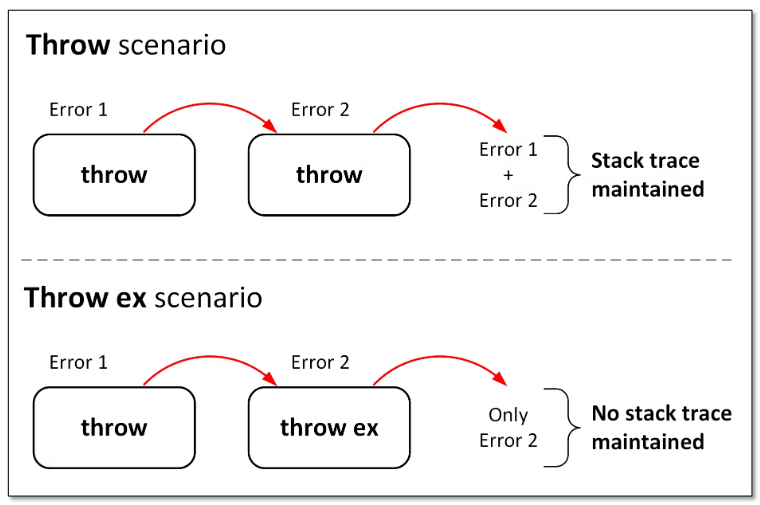 Throw scenario
Error 1
Error 2
throw
throw
Error 1
+
Error 2
Stack trace
maintained
Throw ex scenario
Error 1
Error 2
throw
throw ex
Only
Error 2
No stack trace
maintained